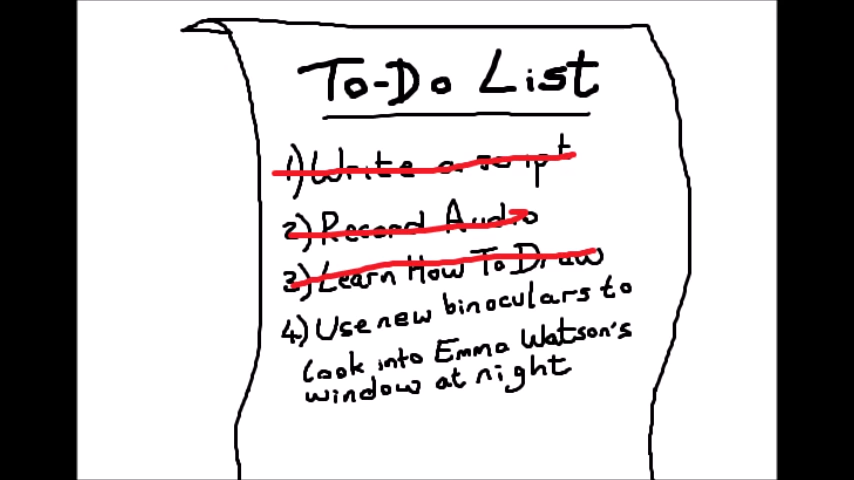 To-Do List
1) Write a script
2) Record Audio
3) Learn How To Draw
4) Use new binoculars to
look into Emma Watson's
window at night